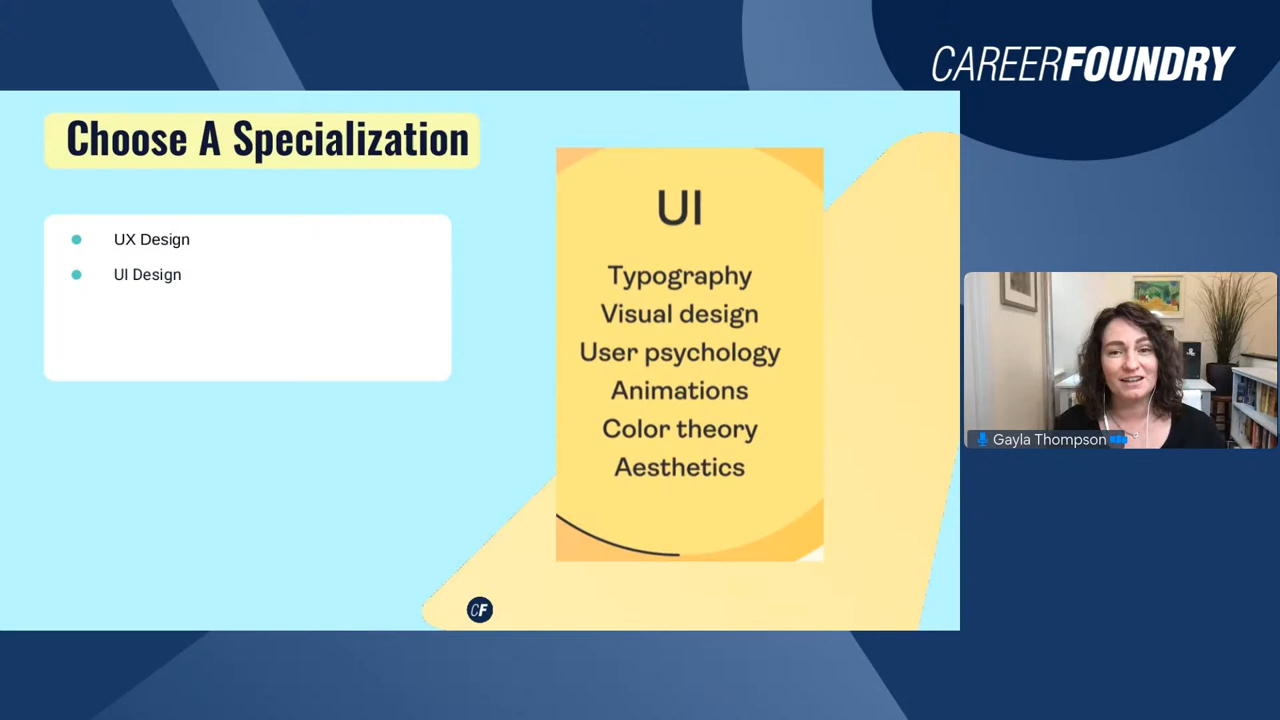 CAREERFOUNDRY
Choose A Specialization
UX Design
UI Design
UI
Typography
Visual design
User psychology
Animations
Color theory
Aesthetics
Gayla Thompson
CF